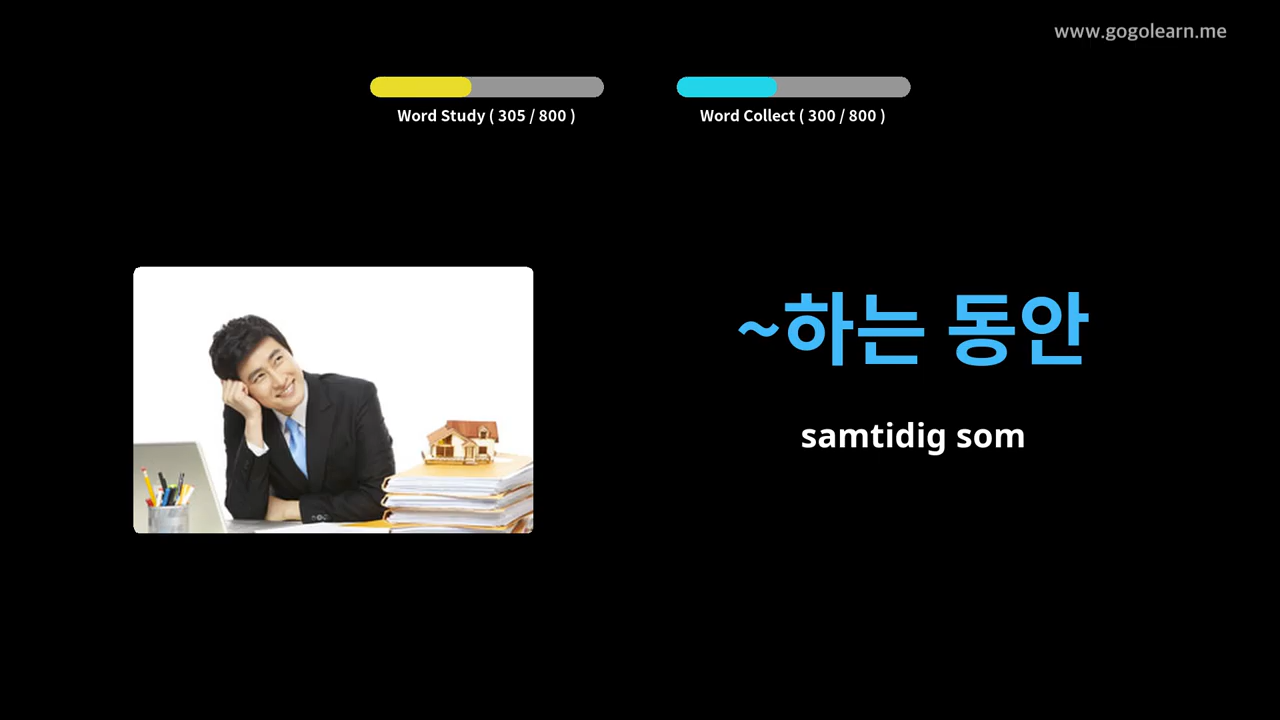 www.gogolearn.me
Word Study ( 305 / 800 )
Word Collect ( 300 / 800 )
~하는 동안
samtidig som